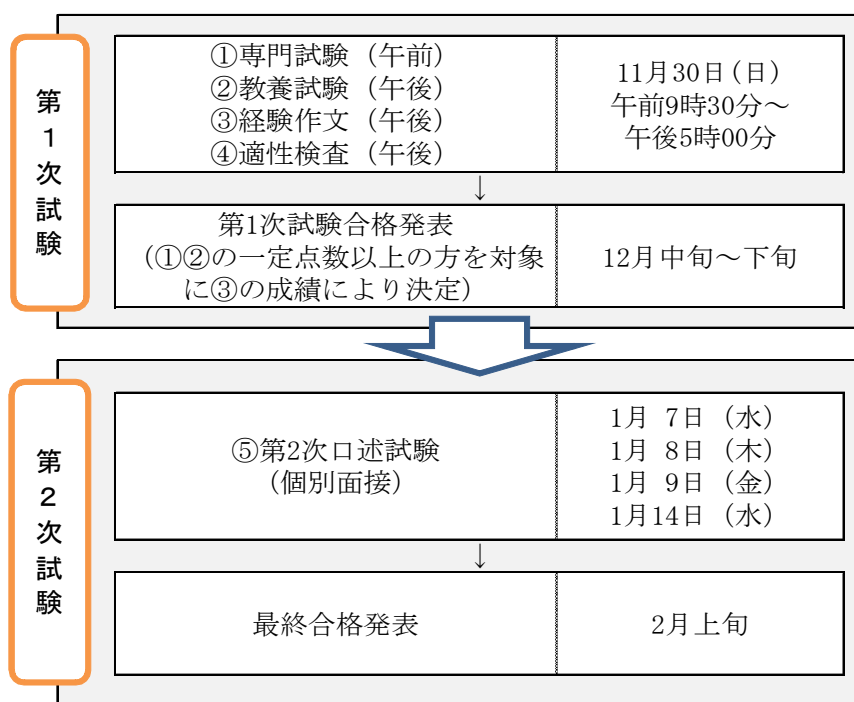 第1次試験
①専門試験（午前）
②教養試験（午後）
③経験作文（午後）
④適性検査（午後）
11月30日(日)
午前9時30分～
午後5時00分
↓
第1次試験合格発表
(①②の一定点数以上の方を対象
に③の成績により決定)
12月中旬～下旬
第2次試験
⑤第2次口述試験
（個別面接）
1月 7日（水）
1月 8日（木）
1月 9日（金）
1月14日（水）
↓
最終合格発表
2月上旬